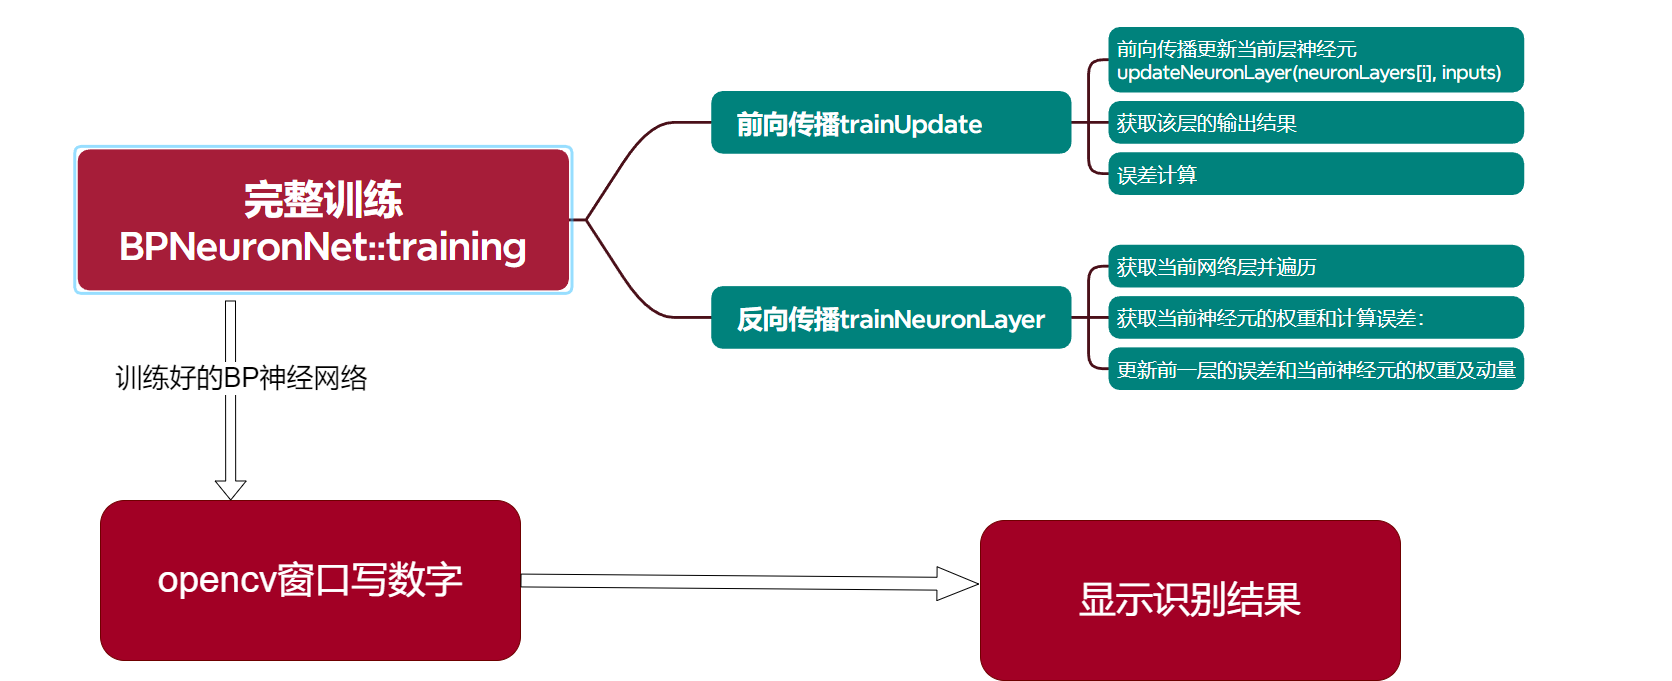 完整训练
BPNeuronNet::training
前向传播trainUpdate
前向传播更新当前层神经元
updateNeuronLayer(neuronLayers[i], inputs)
获取该层的输出结果
误差计算
反向传播trainNeuronLayer
获取当前网络层并遍历
获取当前神经元的权重和计算误差：
更新前一层的误差和当前神经元的权重及动量
训练好的BP神经网络
opencv窗口写数字
显示识别结果